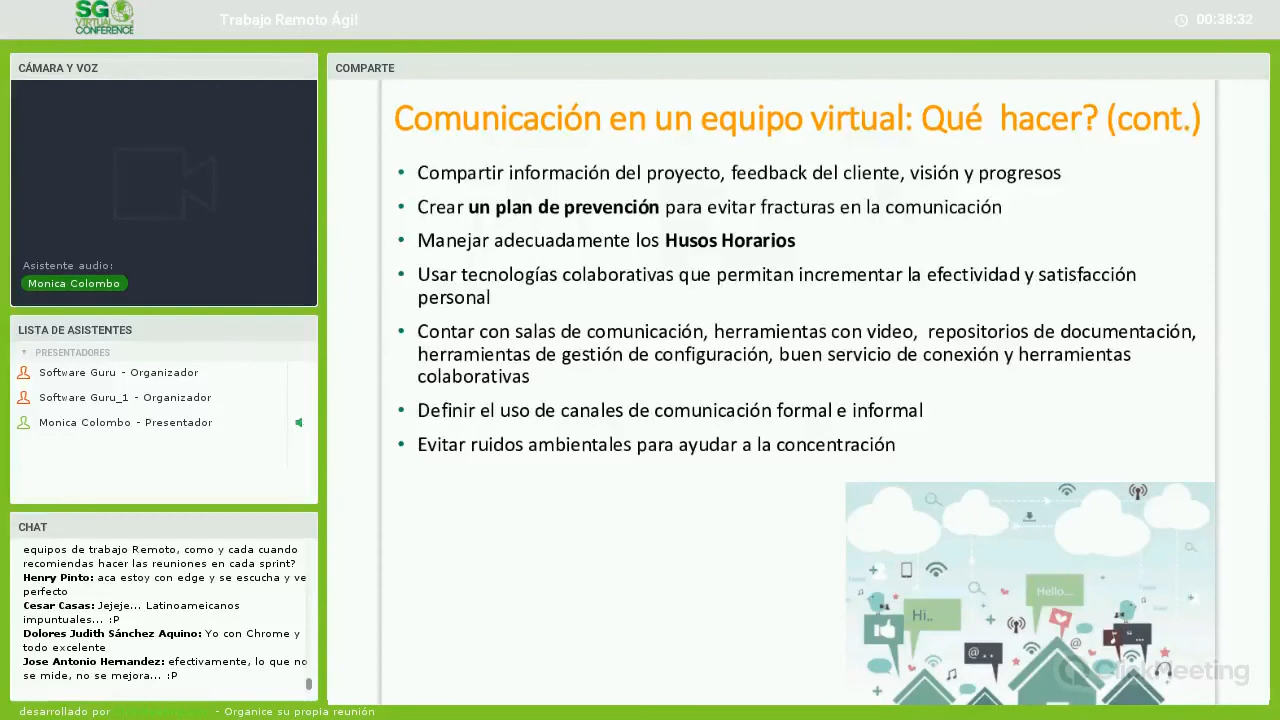 SG
VIRTUAL
CONFERENCE
Trabajo Remoto Ágil
00:38:32
CÁMARA Y VOZ
Asistente audio:
Monica Colombo
LISTA DE ASISTENTES
PRESENTADORES
Software Guru - Organizador
Software Guru_1 - Organizador
Monica Colombo - Presentador
CHAT
equipos de trabajo Remoto, como y cada cuando
recomiendas hacer las reuniones en cada sprint?
Henry Pinto: aca estoy con edge y se escucha y ve
perfecto
Cesar Casas: Jejeje... Latinoameicanos
impuntuales... :P
Dolores Judith Sánchez Aquino: Yo con Chrome y
todo excelente
Jose Antonio Hernandez: efectivamente, lo que no
se mide, no se mejora... :P
COMPARTE
Comunicación en un equipo virtual: Qué hacer? (cont.)
• Compartir información del proyecto, feedback del cliente, visión y progresos
• Crear un plan de prevención para evitar fracturas en la comunicación
• Manejar adecuadamente los Husos Horarios
• Usar tecnologías colaborativas que permitan incrementar la efectividad y satisfacción
personal
• Contar con salas de comunicación, herramientas con video, repositorios de documentación,
herramientas de gestión de configuración, buen servicio de conexión y herramientas
colaborativas
• Definir el uso de canales de comunicación formal e informal
• Evitar ruidos ambientales para ayudar a la concentración
Hello...
Hi..
@..
@
ClickMeeting
desarrollado por - Organice su propia reunión